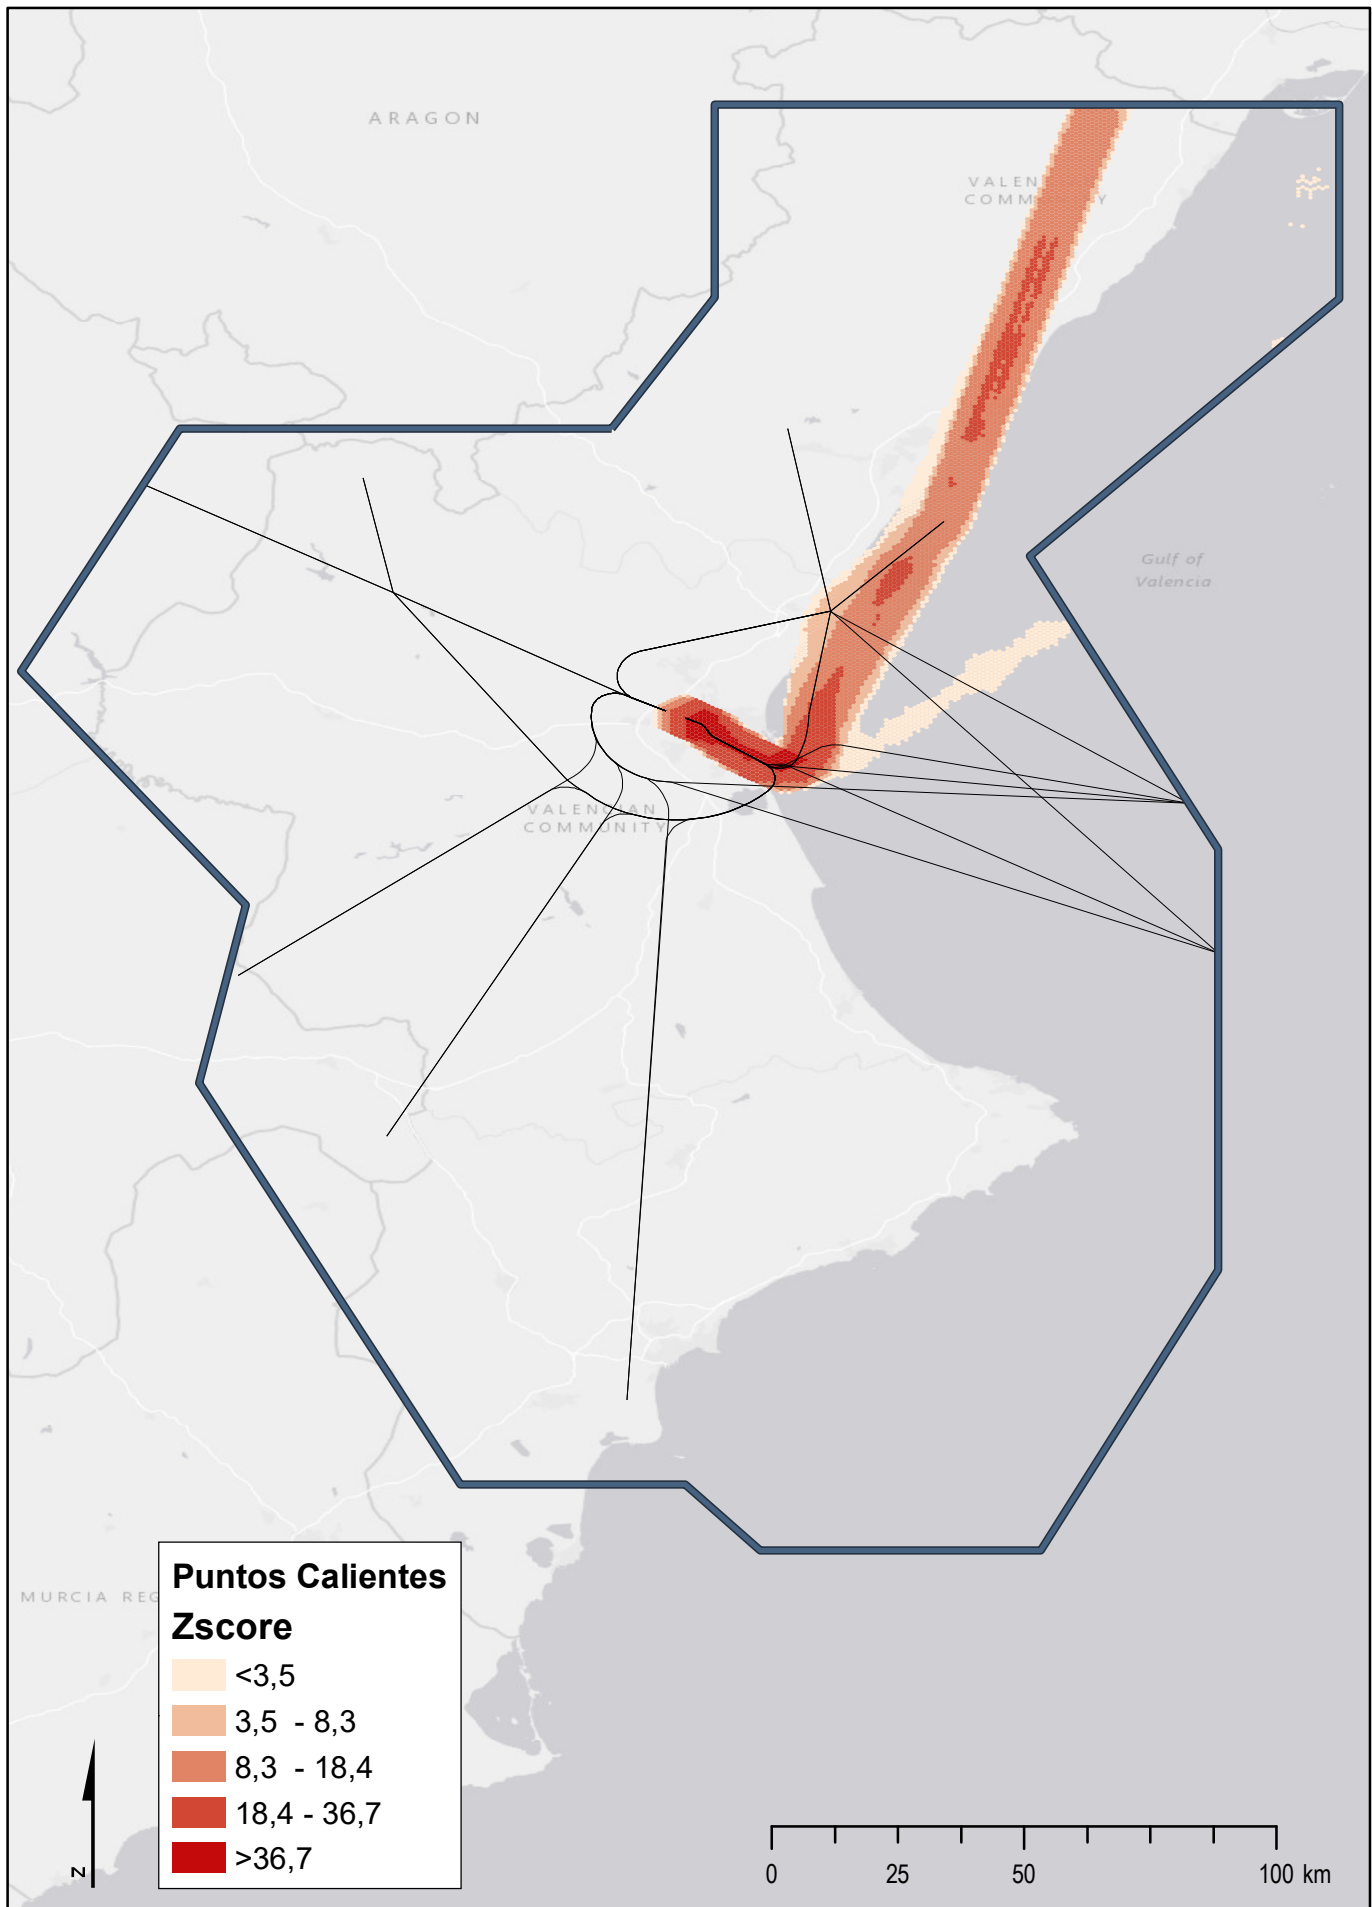 ARAGON
VALEN
COMM Y
Gulf of
Valencia
VALENCIAN
COMMUNITY
MURCIA REG
Puntos Calientes
Zscore
<3,5
3,5 - 8,3
8,3 - 18,4
18,4 - 36,7
>36,7
N
0 25 50 100 km